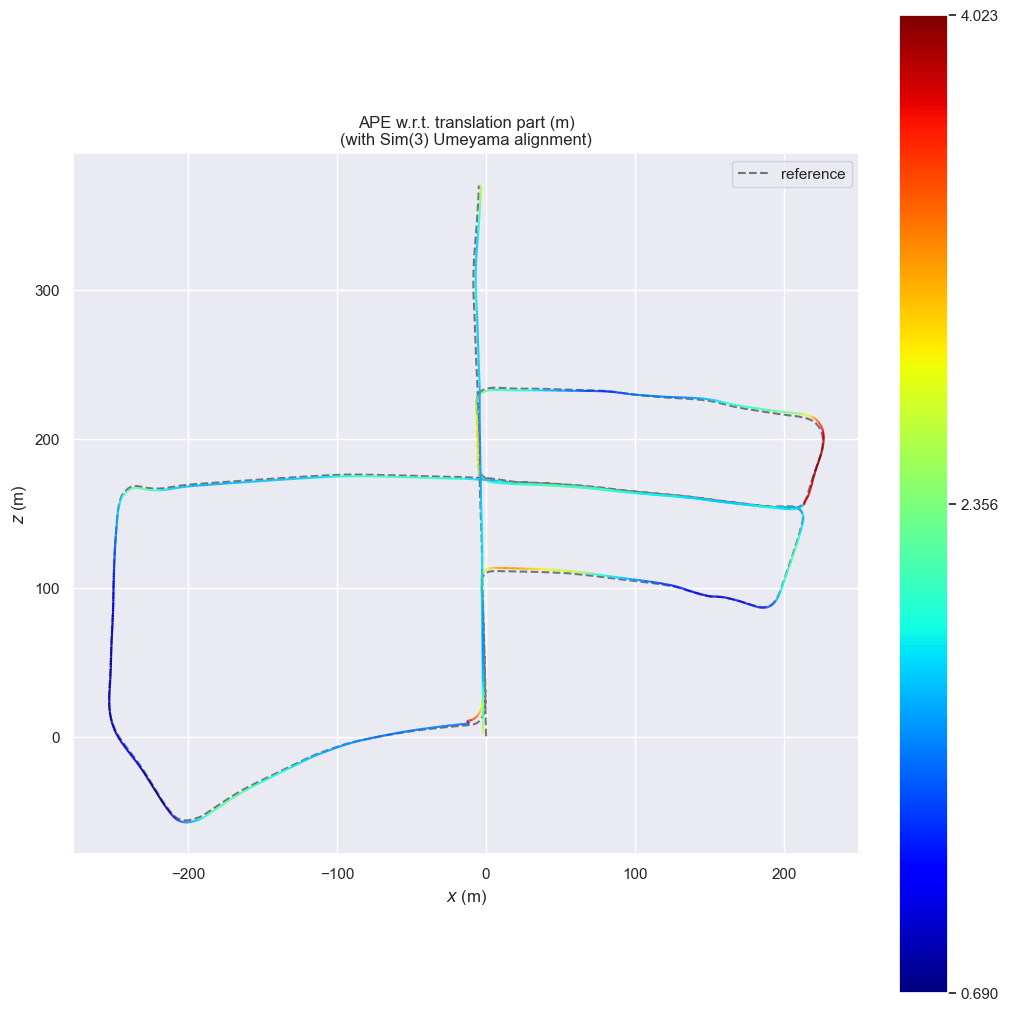 APE w.r.t. translation part (m)
(with Sim(3) Umeyama alignment)
reference
300
200
100
0
z (m)
−200
−100
0
100
200
x (m)
4.023
2.356
0.690